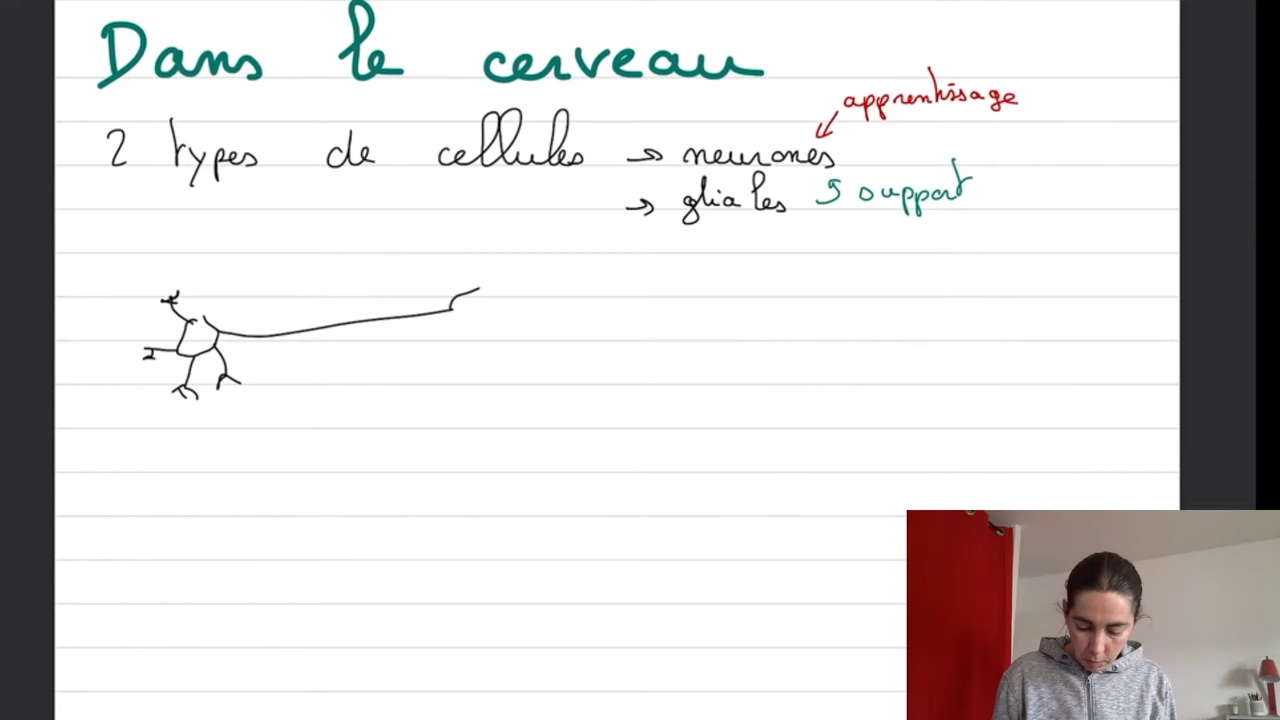 Dans le cerveau
apprentissage
2 types de cellules → neurones
→ gliales → support